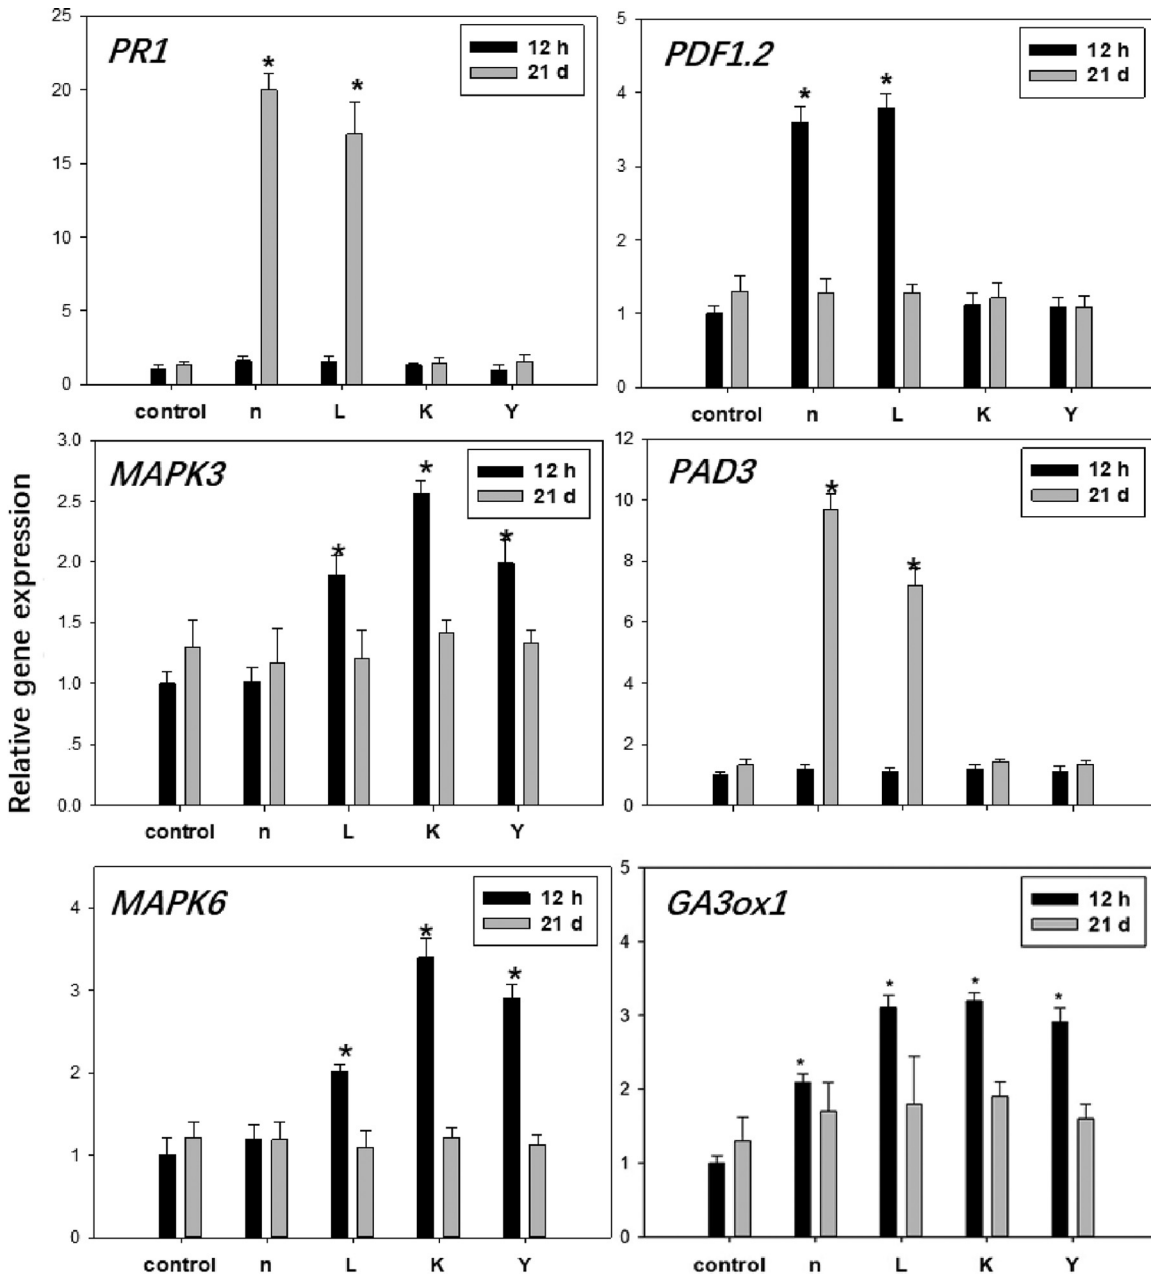 Relative gene expression
PR1
12 h
21 d
25
20
15
10
5
0
* *
control n L K Y
PDF1.2
12 h
21 d
5
4
3
2
1
0
* *
control n L K Y
MAPK3
12 h
21 d
3.0
2.5
2.0
1.5
1.0
.5
0.0
* * *
control n L K Y
PAD3
12 h
21 d
12
10
8
6
4
2
0
* *
MAPK6
12 h
21 d
4
3
2
1
0
* * *
control n L K Y
GA3ox1
12 h
21 d
5
4
3
2
1
0
* * * *
control n L K Y